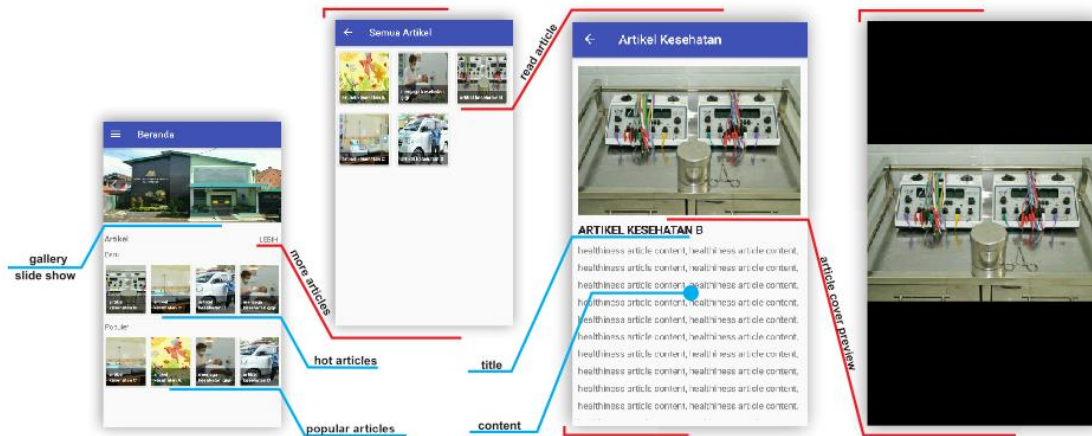 Beranda
Artikel
LEBIH
Baru
Populer
gallery
slide show
hot articles
popular articles
more articles
Semua Artikel
read article
Artikel Kesehatan
ARTIKEL KESEHATAN B
healthiness article content, healthiness article content,
healthiness article content, healthiness article content,
healthiness article content, healthiness article content,
healthiness article content, healthiness article content,
healthiness article content, healthiness article content,
healthiness article content, healthiness article content,
healthiness article content, healthiness article content,
healthiness article content, healthiness article content,
healthiness article content, healthiness article content,
healthiness article content, healthiness article content,
title
content
article cover preview